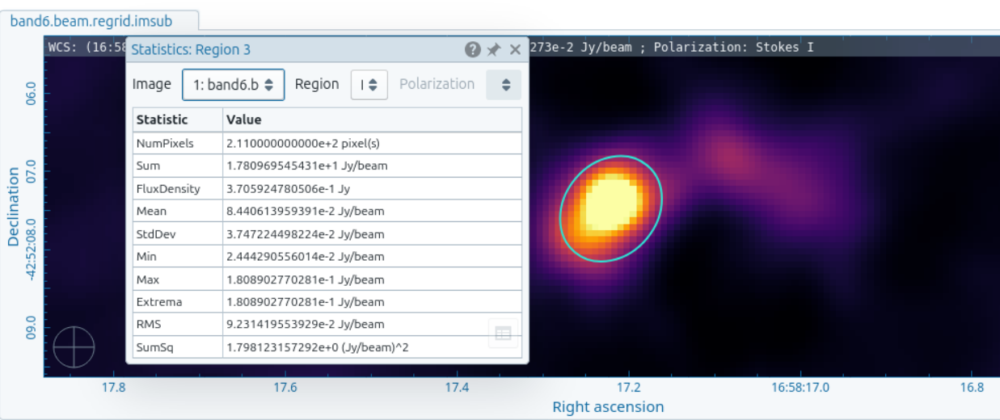 band6.beam.regrid.imsub
WCS: (16:58
273e-2 Jy/beam ; Polarization: Stokes I
Statistics: Region 3
Image 1: band6.b Region Polarization
Statistic Value
NumPixels 2.110000000000e+2 pixel(s)
Sum 1.780969545431e+1 Jy/beam
FluxDensity 3.705924780506e-1 Jy
Mean 8.440613959391e-2 Jy/beam
StdDev 3.747224498224e-2 Jy/beam
Min 2.444290556014e-2 Jy/beam
Max 1.808902770281e-1 Jy/beam
Extrema 1.808902770281e-1 Jy/beam
RMS 9.231419553929e-2 Jy/beam
SumSq 1.798123157292e+0 (Jy/beam)^2
Declination
06.0
07.0
-42:52:08.0
09.0
17.8 17.6 17.4 17.2 16:58:17.0 16.8
Right ascension